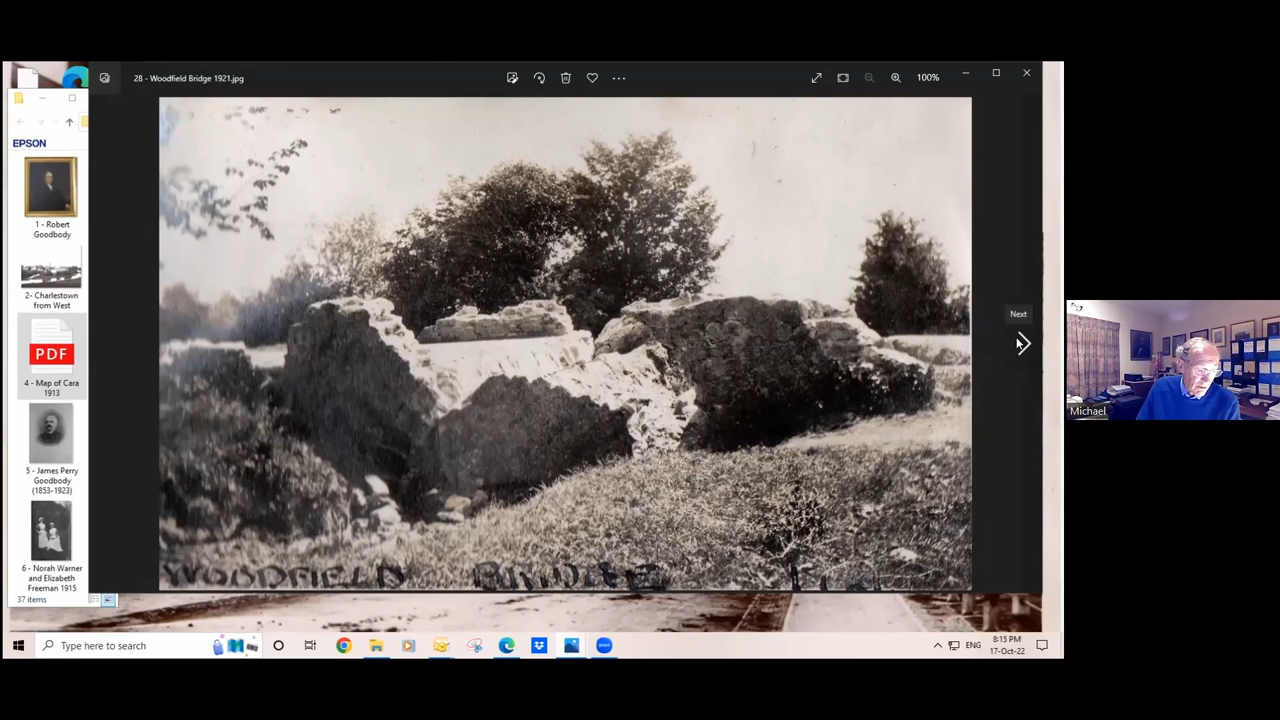 28 - Woodfield Bridge 1921.jpg
100%
EPSON
1 - Robert
Goodbody
2- Charlestown
from West
PDF
4 - Map of Cara
1913
5 - James Perry
Goodbody
(1853-1923)
6 - Norah Warner
and Elizabeth
Freeman 1915
37 items
Next
WOODFIELD BRIDGE
Michael
Type here to search
ENG
8:15 PM
17-Oct-22